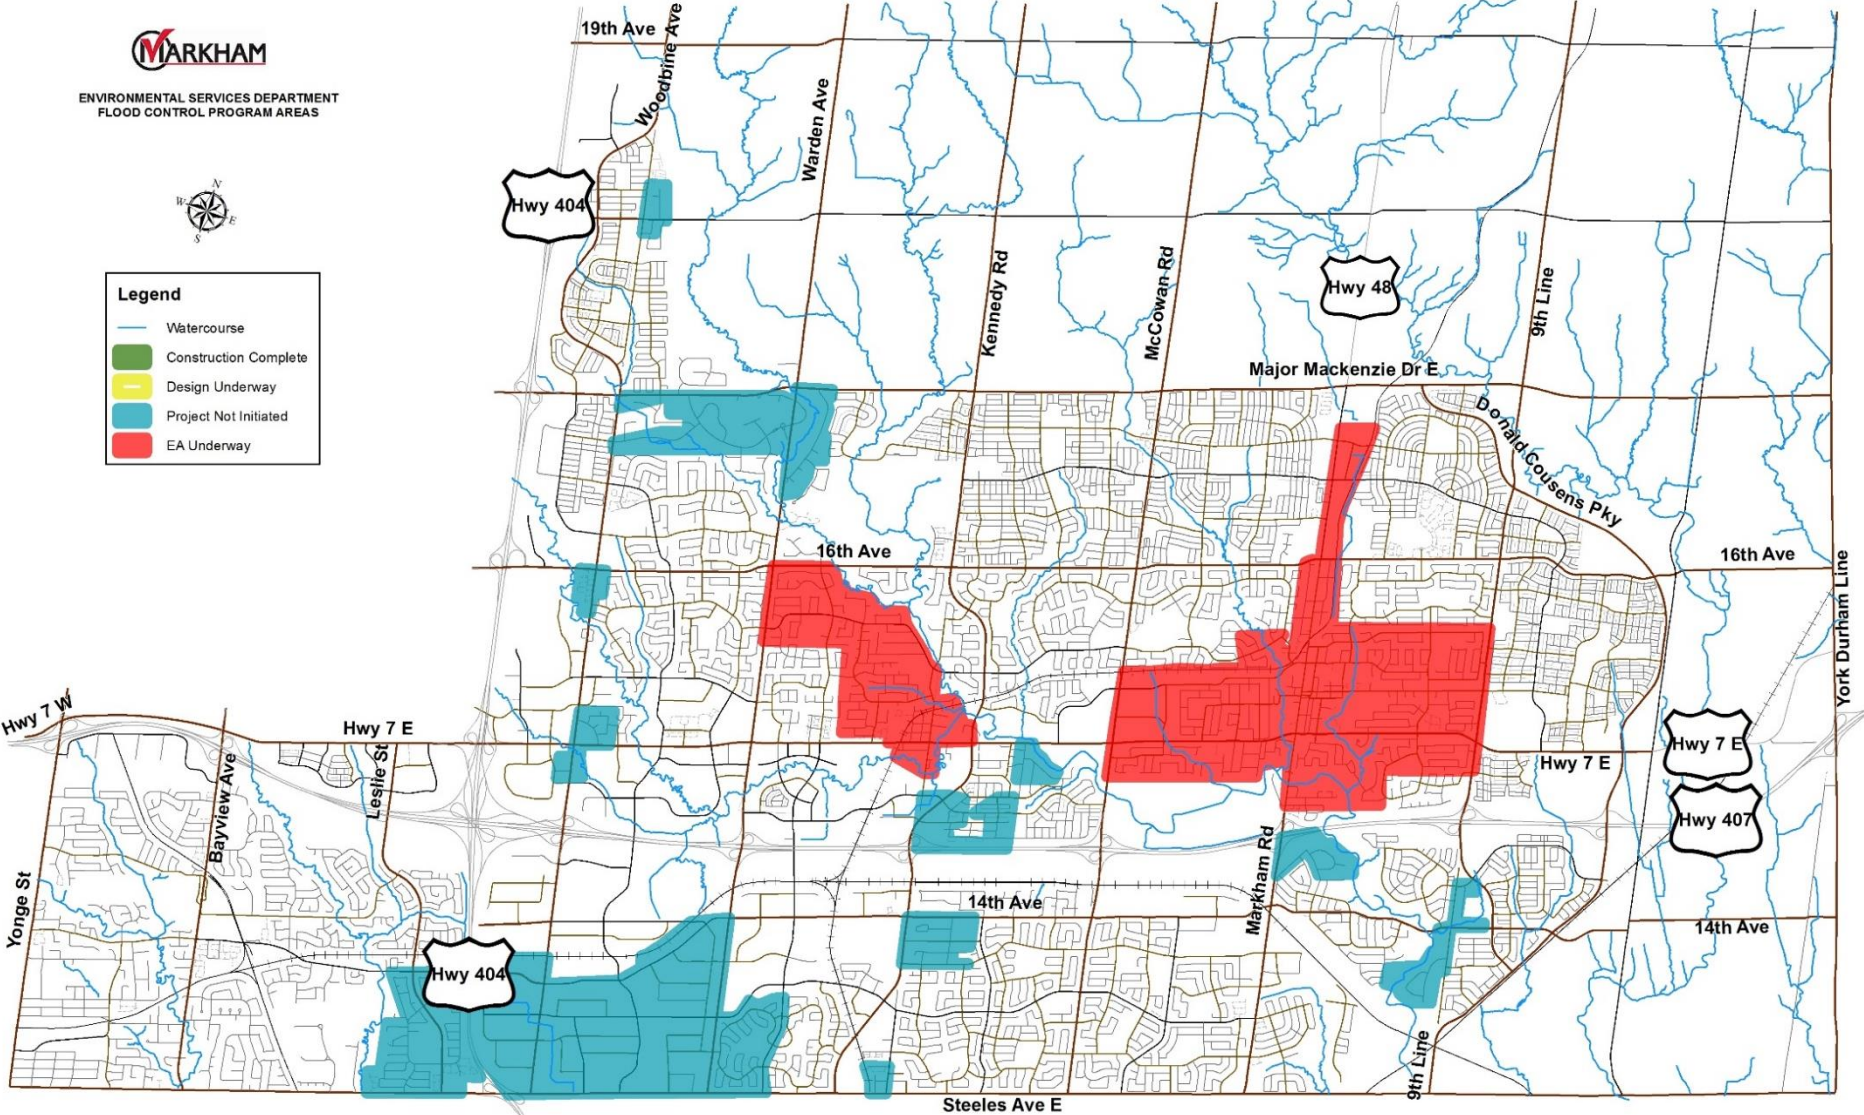 MARKHAM
ENVIRONMENTAL SERVICES DEPARTMENT
FLOOD CONTROL PROGRAM AREAS
N
W
E
S
Legend
Watercourse
Construction Complete
Design Underway
Project Not Initiated
EA Underway
19th Ave
Woodbine Ave
Warden Ave
Hwy 404
Kennedy Rd
McCowan Rd
Hwy 48
9th Line
Major Mackenzie Dr E
Donald Cousens Pky
16th Ave
16th Ave
York Durham Line
Hwy 7 W
Hwy 7 E
Leslie St
Bayview Ave
Yonge St
Hwy 7 E
Hwy 7 E
Hwy 407
Markham Rd
14th Ave
14th Ave
Hwy 404
9th Line
Steeles Ave E